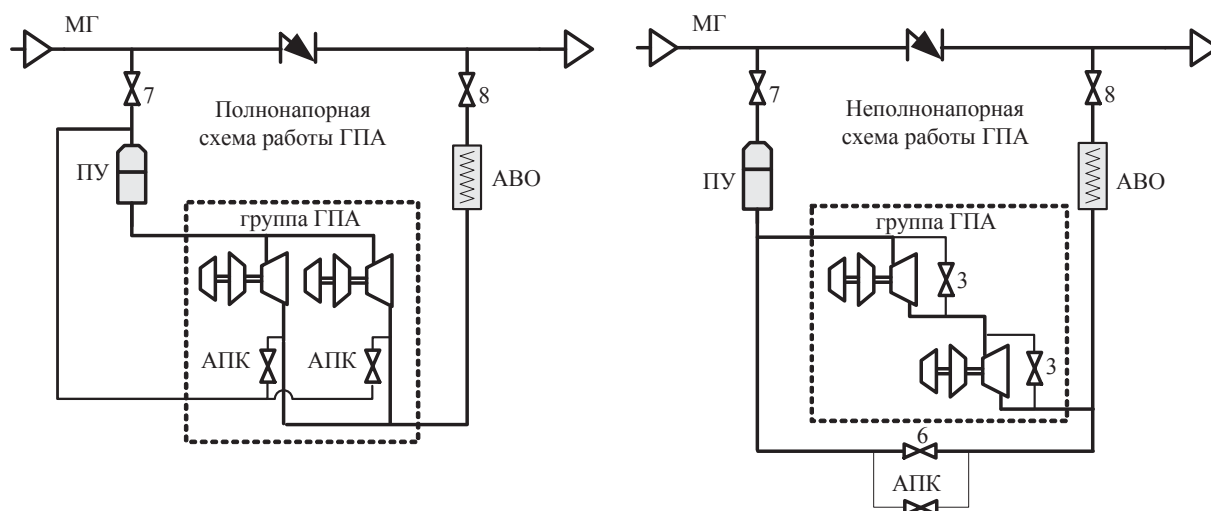 МГ
7
8
Полнонапорная
схема работы ГПА
ПУ
АВО
группа ГПА
АПК
АПК
МГ
7
8
Неполнонапорная
схема работы ГПА
ПУ
АВО
группа ГПА
3
3
6
АПК